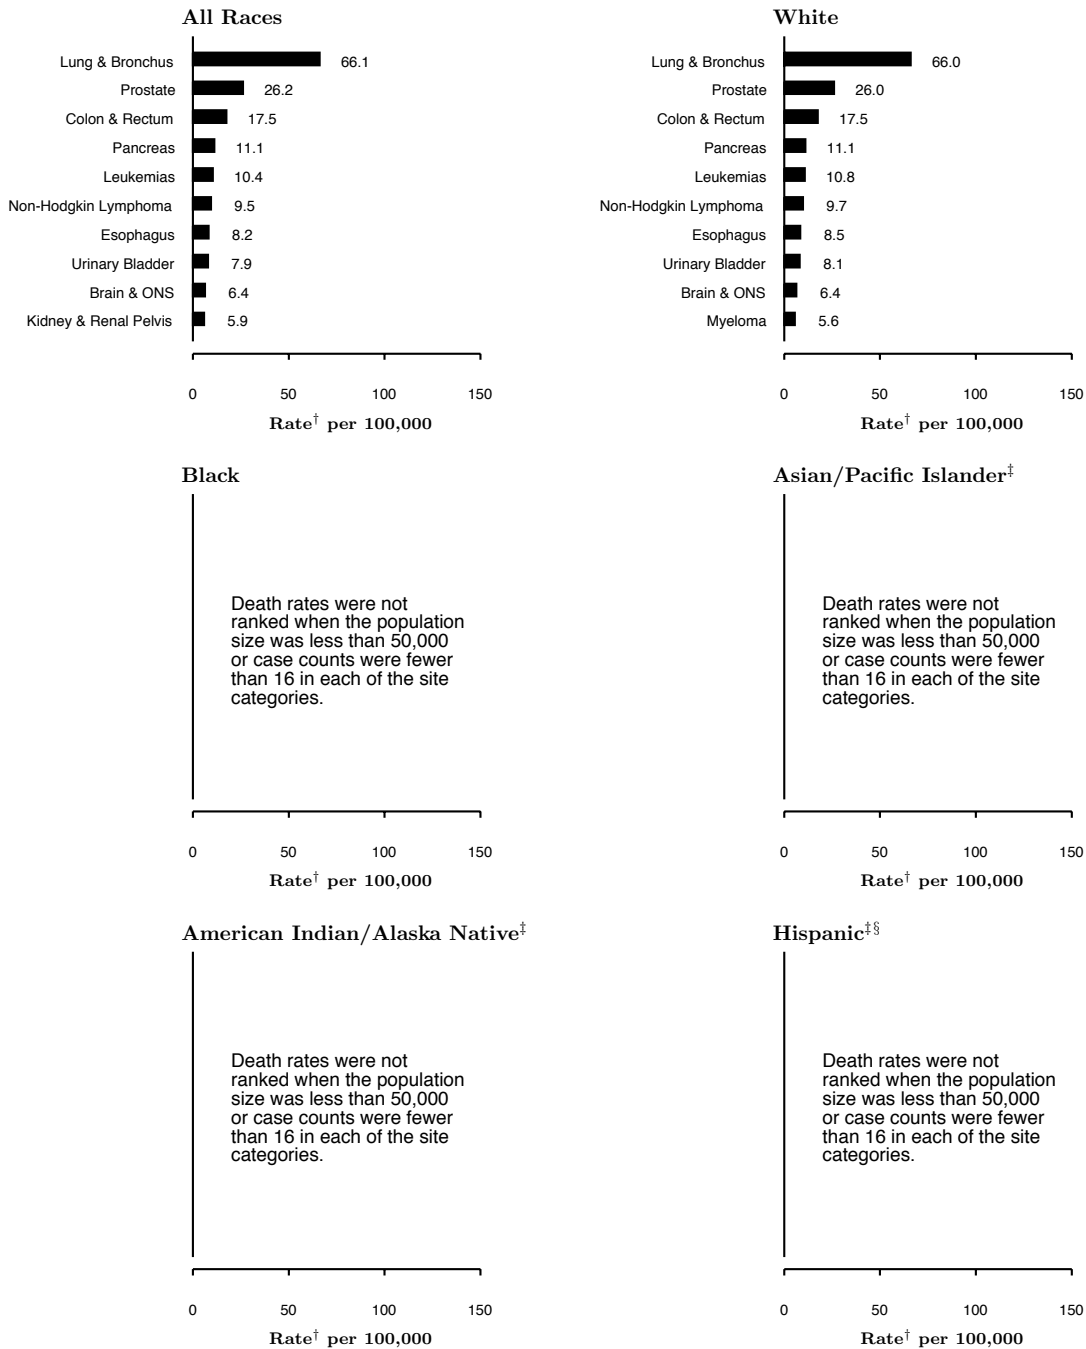 All Races
Lung & Bronchus 66.1
Prostate 26.2
Colon & Rectum 17.5
Pancreas 11.1
Leukemias 10.4
Non-Hodgkin Lymphoma 9.5
Esophagus 8.2
Urinary Bladder 7.9
Brain & ONS 6.4
Kidney & Renal Pelvis 5.9
0 50 100 150
Rate† per 100,000
White
Lung & Bronchus 66.0
Prostate 26.0
Colon & Rectum 17.5
Pancreas 11.1
Leukemias 10.8
Non-Hodgkin Lymphoma 9.7
Esophagus 8.5
Urinary Bladder 8.1
Brain & ONS 6.4
Myeloma 5.6
0 50 100 150
Rate† per 100,000
Black
Death rates were not
ranked when the population
size was less than 50,000
or case counts were fewer
than 16 in each of the site
categories.
0 50 100 150
Rate† per 100,000
Asian/Pacific Islander‡
Death rates were not
ranked when the population
size was less than 50,000
or case counts were fewer
than 16 in each of the site
categories.
0 50 100 150
Rate† per 100,000
American Indian/Alaska Native‡
Death rates were not
ranked when the population
size was less than 50,000
or case counts were fewer
than 16 in each of the site
categories.
0 50 100 150
Rate† per 100,000
Hispanic‡§
Death rates were not
ranked when the population
size was less than 50,000
or case counts were fewer
than 16 in each of the site
categories.
0 50 100 150
Rate† per 100,000